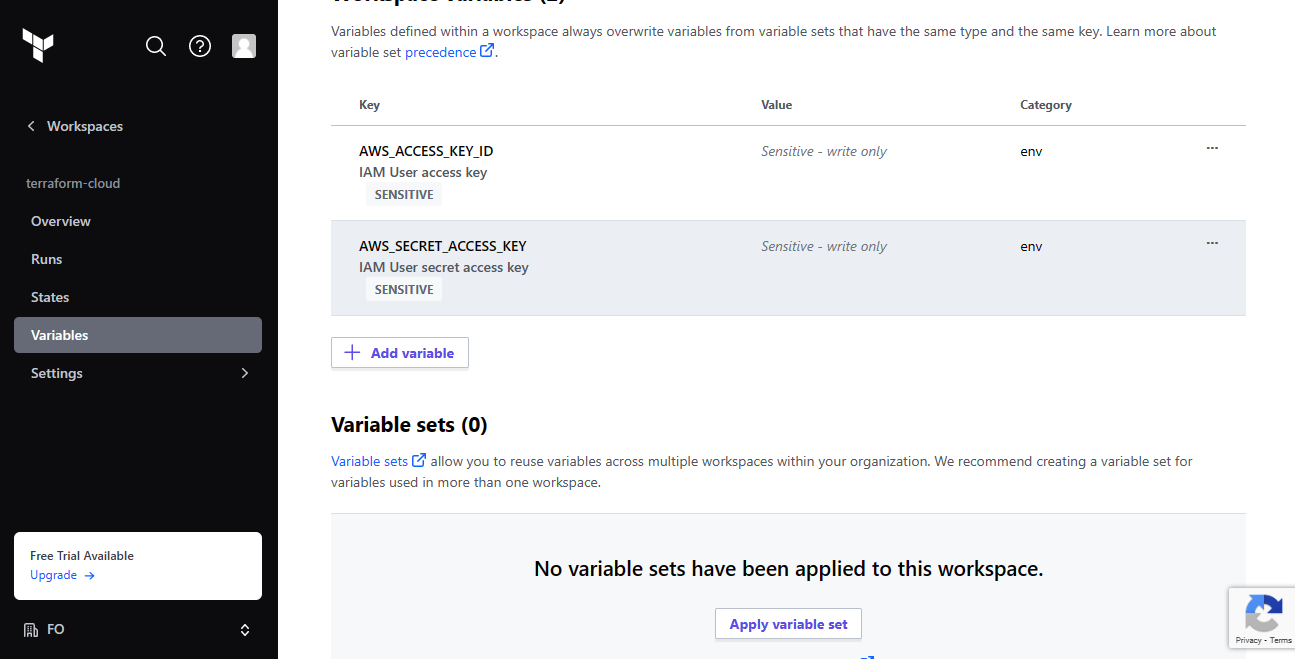 Workspace variables (2)
Variables defined within a workspace always overwrite variables from variable sets that have the same type and the same key. Learn more about
variable set precedence.
Workspaces
terraform-cloud
Overview
Runs
States
Variables
Settings
Free Trial Available
Upgrade →
FO
Key Value Category
AWS_ACCESS_KEY_ID Sensitive - write only env ...
IAM User access key
SENSITIVE
AWS_SECRET_ACCESS_KEY Sensitive - write only env ...
IAM User secret access key
SENSITIVE
+ Add variable
Variable sets (0)
Variable sets allow you to reuse variables across multiple workspaces within your organization. We recommend creating a variable set for
variables used in more than one workspace.
No variable sets have been applied to this workspace.
Apply variable set
Privacy - Terms